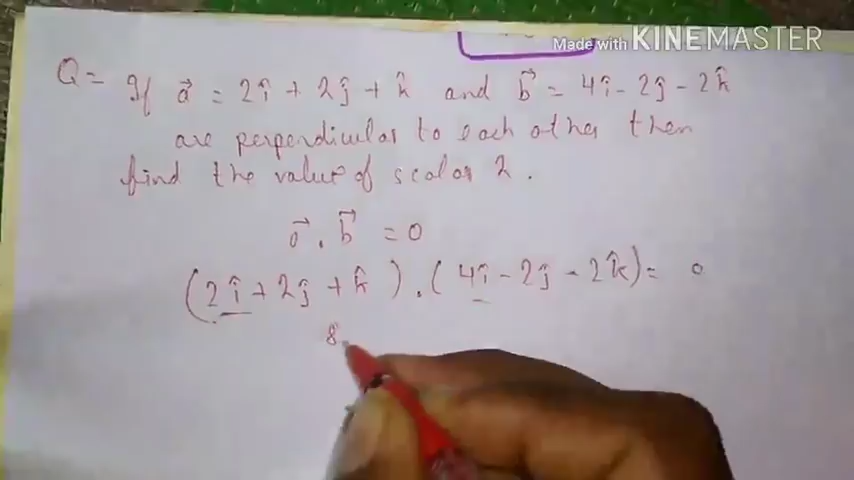 Made with KINEMASTER
Q= If a⃗ = 2î + λĵ + k̂ and b⃗ = 4î - 2ĵ - 2k̂
are perpendicular to each other then
find the value of scalar λ.
a⃗ . b⃗ = 0
(2î + λĵ + k̂) . (4î - 2ĵ - 2k̂) = 0
8